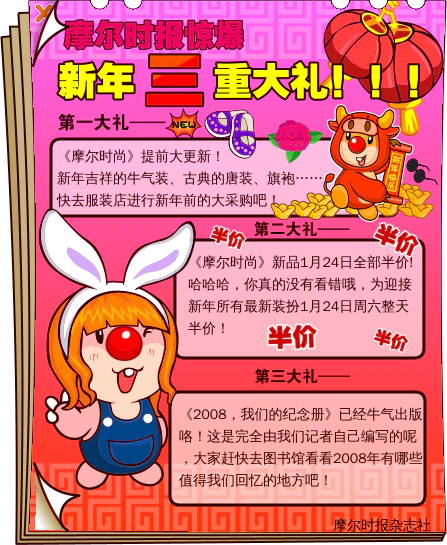 摩尔时报惊爆
新年三重大礼！！！
第一大礼——NEW
《摩尔时尚》提前大更新！
新年吉祥的牛气装、古典的唐装、旗袍……
快去服装店进行新年前的大采购吧！
新年快乐
半价
第二大礼——
半价
《摩尔时尚》新品1月24日全部半价!
哈哈哈，你真的没有看错哦，为迎接
新年所有最新装扮1月24日周六整天
半价！
半价
半价
第三大礼——
《2008，我们的纪念册》已经牛气出版
咯！这是完全由我们记者自己编写的呢
，大家赶快去图书馆看看2008年有哪些
值得我们回忆的地方吧！
摩尔时报杂志社